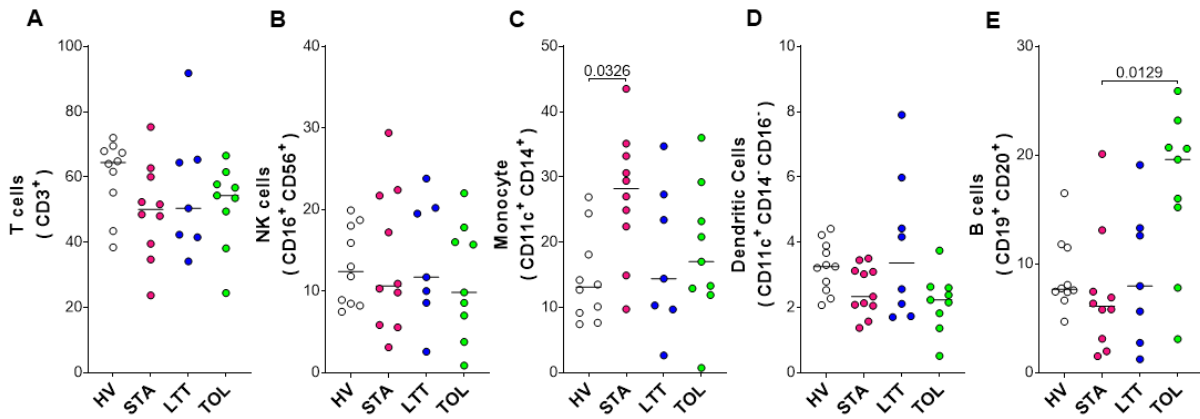 A
T cells
( CD3⁺)
100
80
60
40
20
0
HV
STA
LTT
TOL
B
NK cells
(CD16⁺ CD56⁺)
40
30
20
10
0
HV
STA
LTT
TOL
C
Monocyte
( CD11c⁺ CD14⁺)
50
40
30
20
10
0
0.0326
HV
STA
LTT
TOL
D
Dendritic Cells
( CD11c⁺ CD14⁻ CD16⁻)
10
8
6
4
2
0
HV
STA
LTT
TOL
E
B cells
( CD19⁺ CD20⁺)
30
20
10
0
0.0129
HV
STA
LTT
TOL